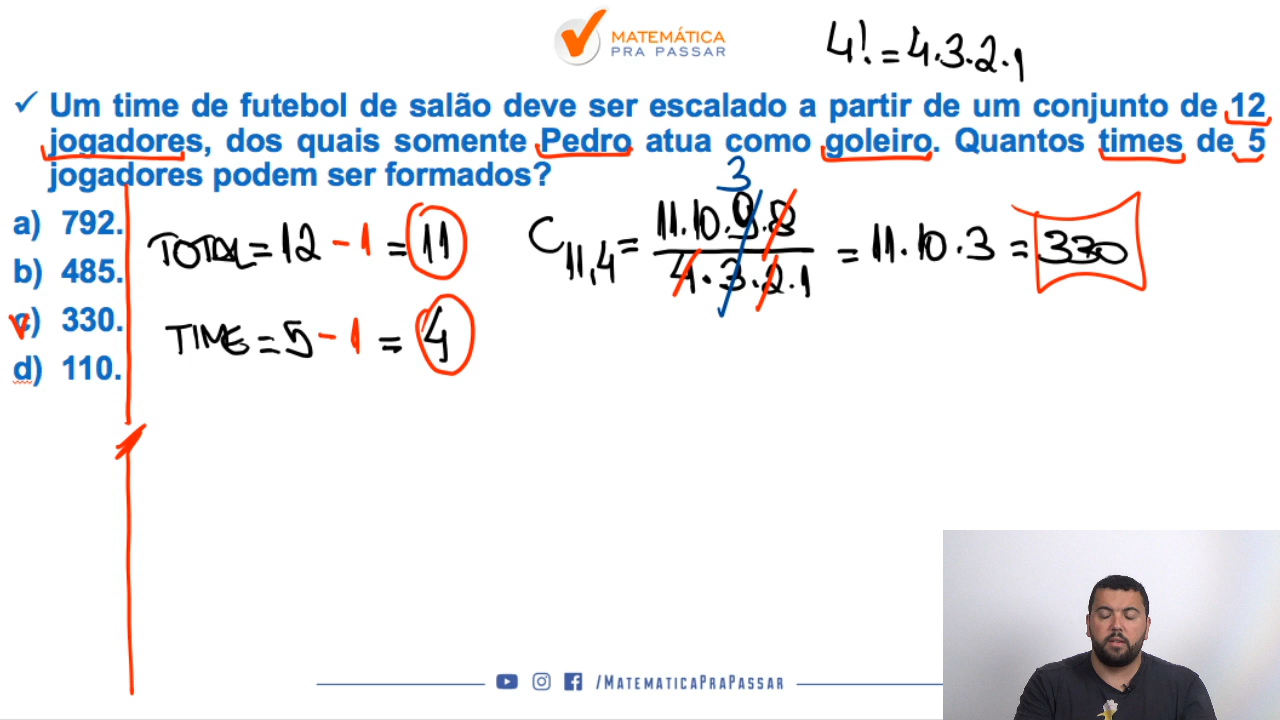 MATEMÁTICA
PRA PASSAR
4! = 4.3.2.1
✓ Um time de futebol de salão deve ser escalado a partir de um conjunto de 12
jogadores, dos quais somente Pedro atua como goleiro. Quantos times de 5
jogadores podem ser formados?
a) 792.
b) 485.
c) 330.
d) 110.
TOTAL = 12 - 1 = 11
TIME = 5 - 1 = 4
3
C11,4 = 11.10.9.8 / 4.3.2.1 = 11.10.3 = 330
/MATEMATICAPRAPASSAR